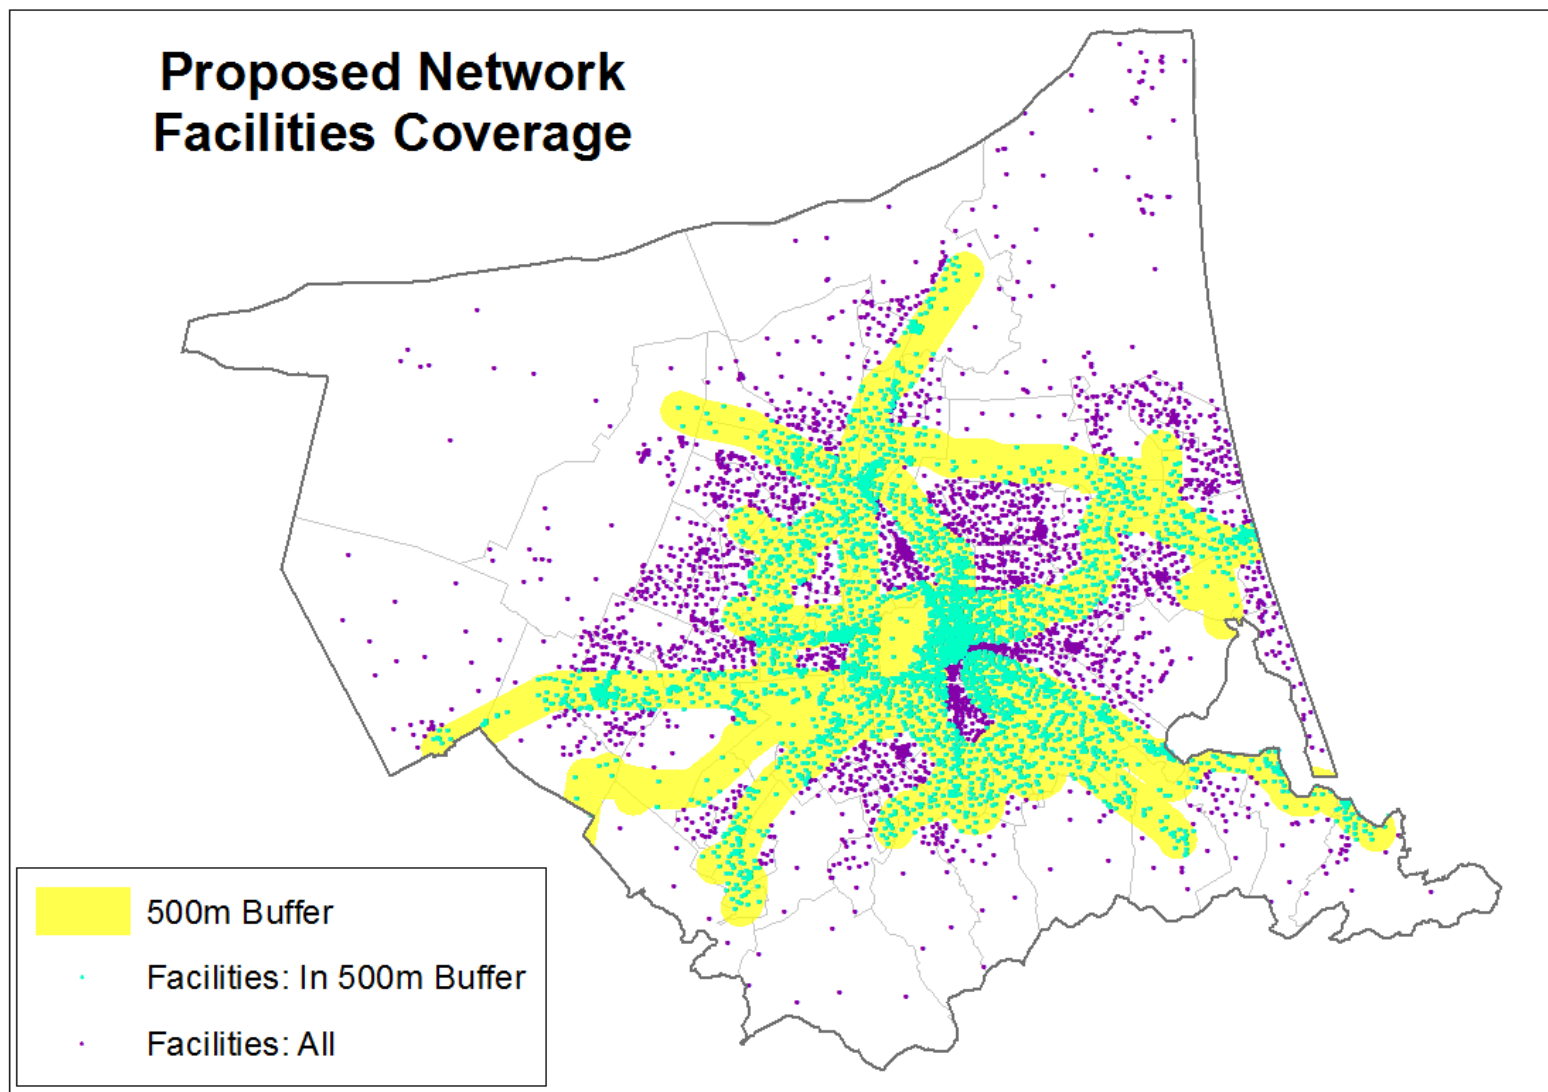 Proposed Network
Facilities Coverage
500m Buffer
Facilities: In 500m Buffer
Facilities: All